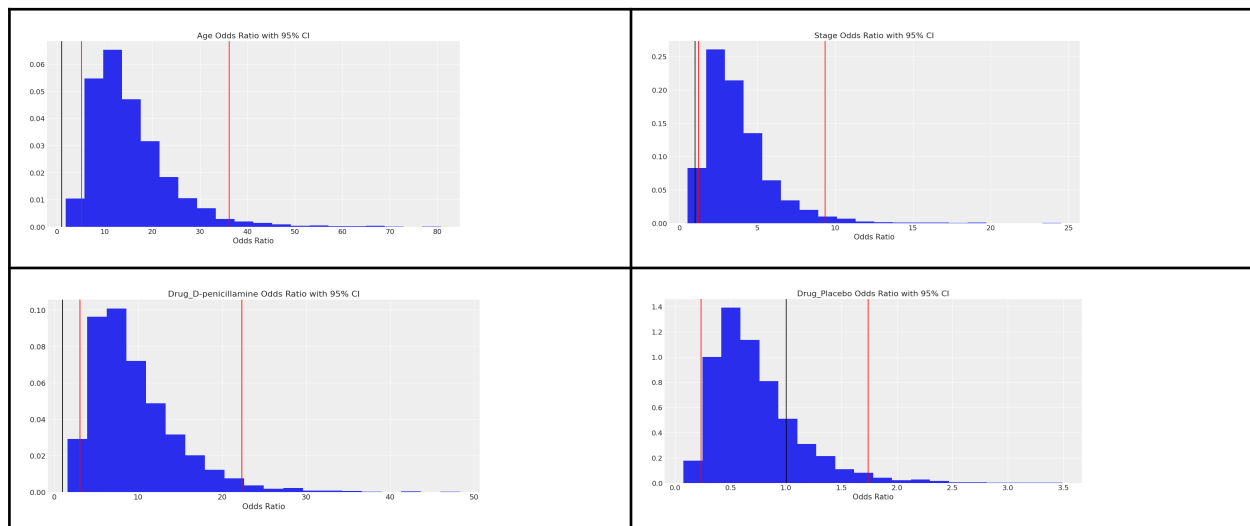 Age Odds Ratio with 95% CI
0.06
0.05
0.04
0.03
0.02
0.01
0.00
0 10 20 30 40 50 60 70 80
Odds Ratio
Stage Odds Ratio with 95% CI
0.25
0.20
0.15
0.10
0.05
0.00
0 5 10 15 20 25
Odds Ratio
Drug_D-penicillamine Odds Ratio with 95% CI
0.10
0.08
0.06
0.04
0.02
0.00
0 10 20 30 40 50
Odds Ratio
Drug_Placebo Odds Ratio with 95% CI
1.4
1.2
1.0
0.8
0.6
0.4
0.2
0.0
0.0 0.5 1.0 1.5 2.0 2.5 3.0 3.5
Odds Ratio